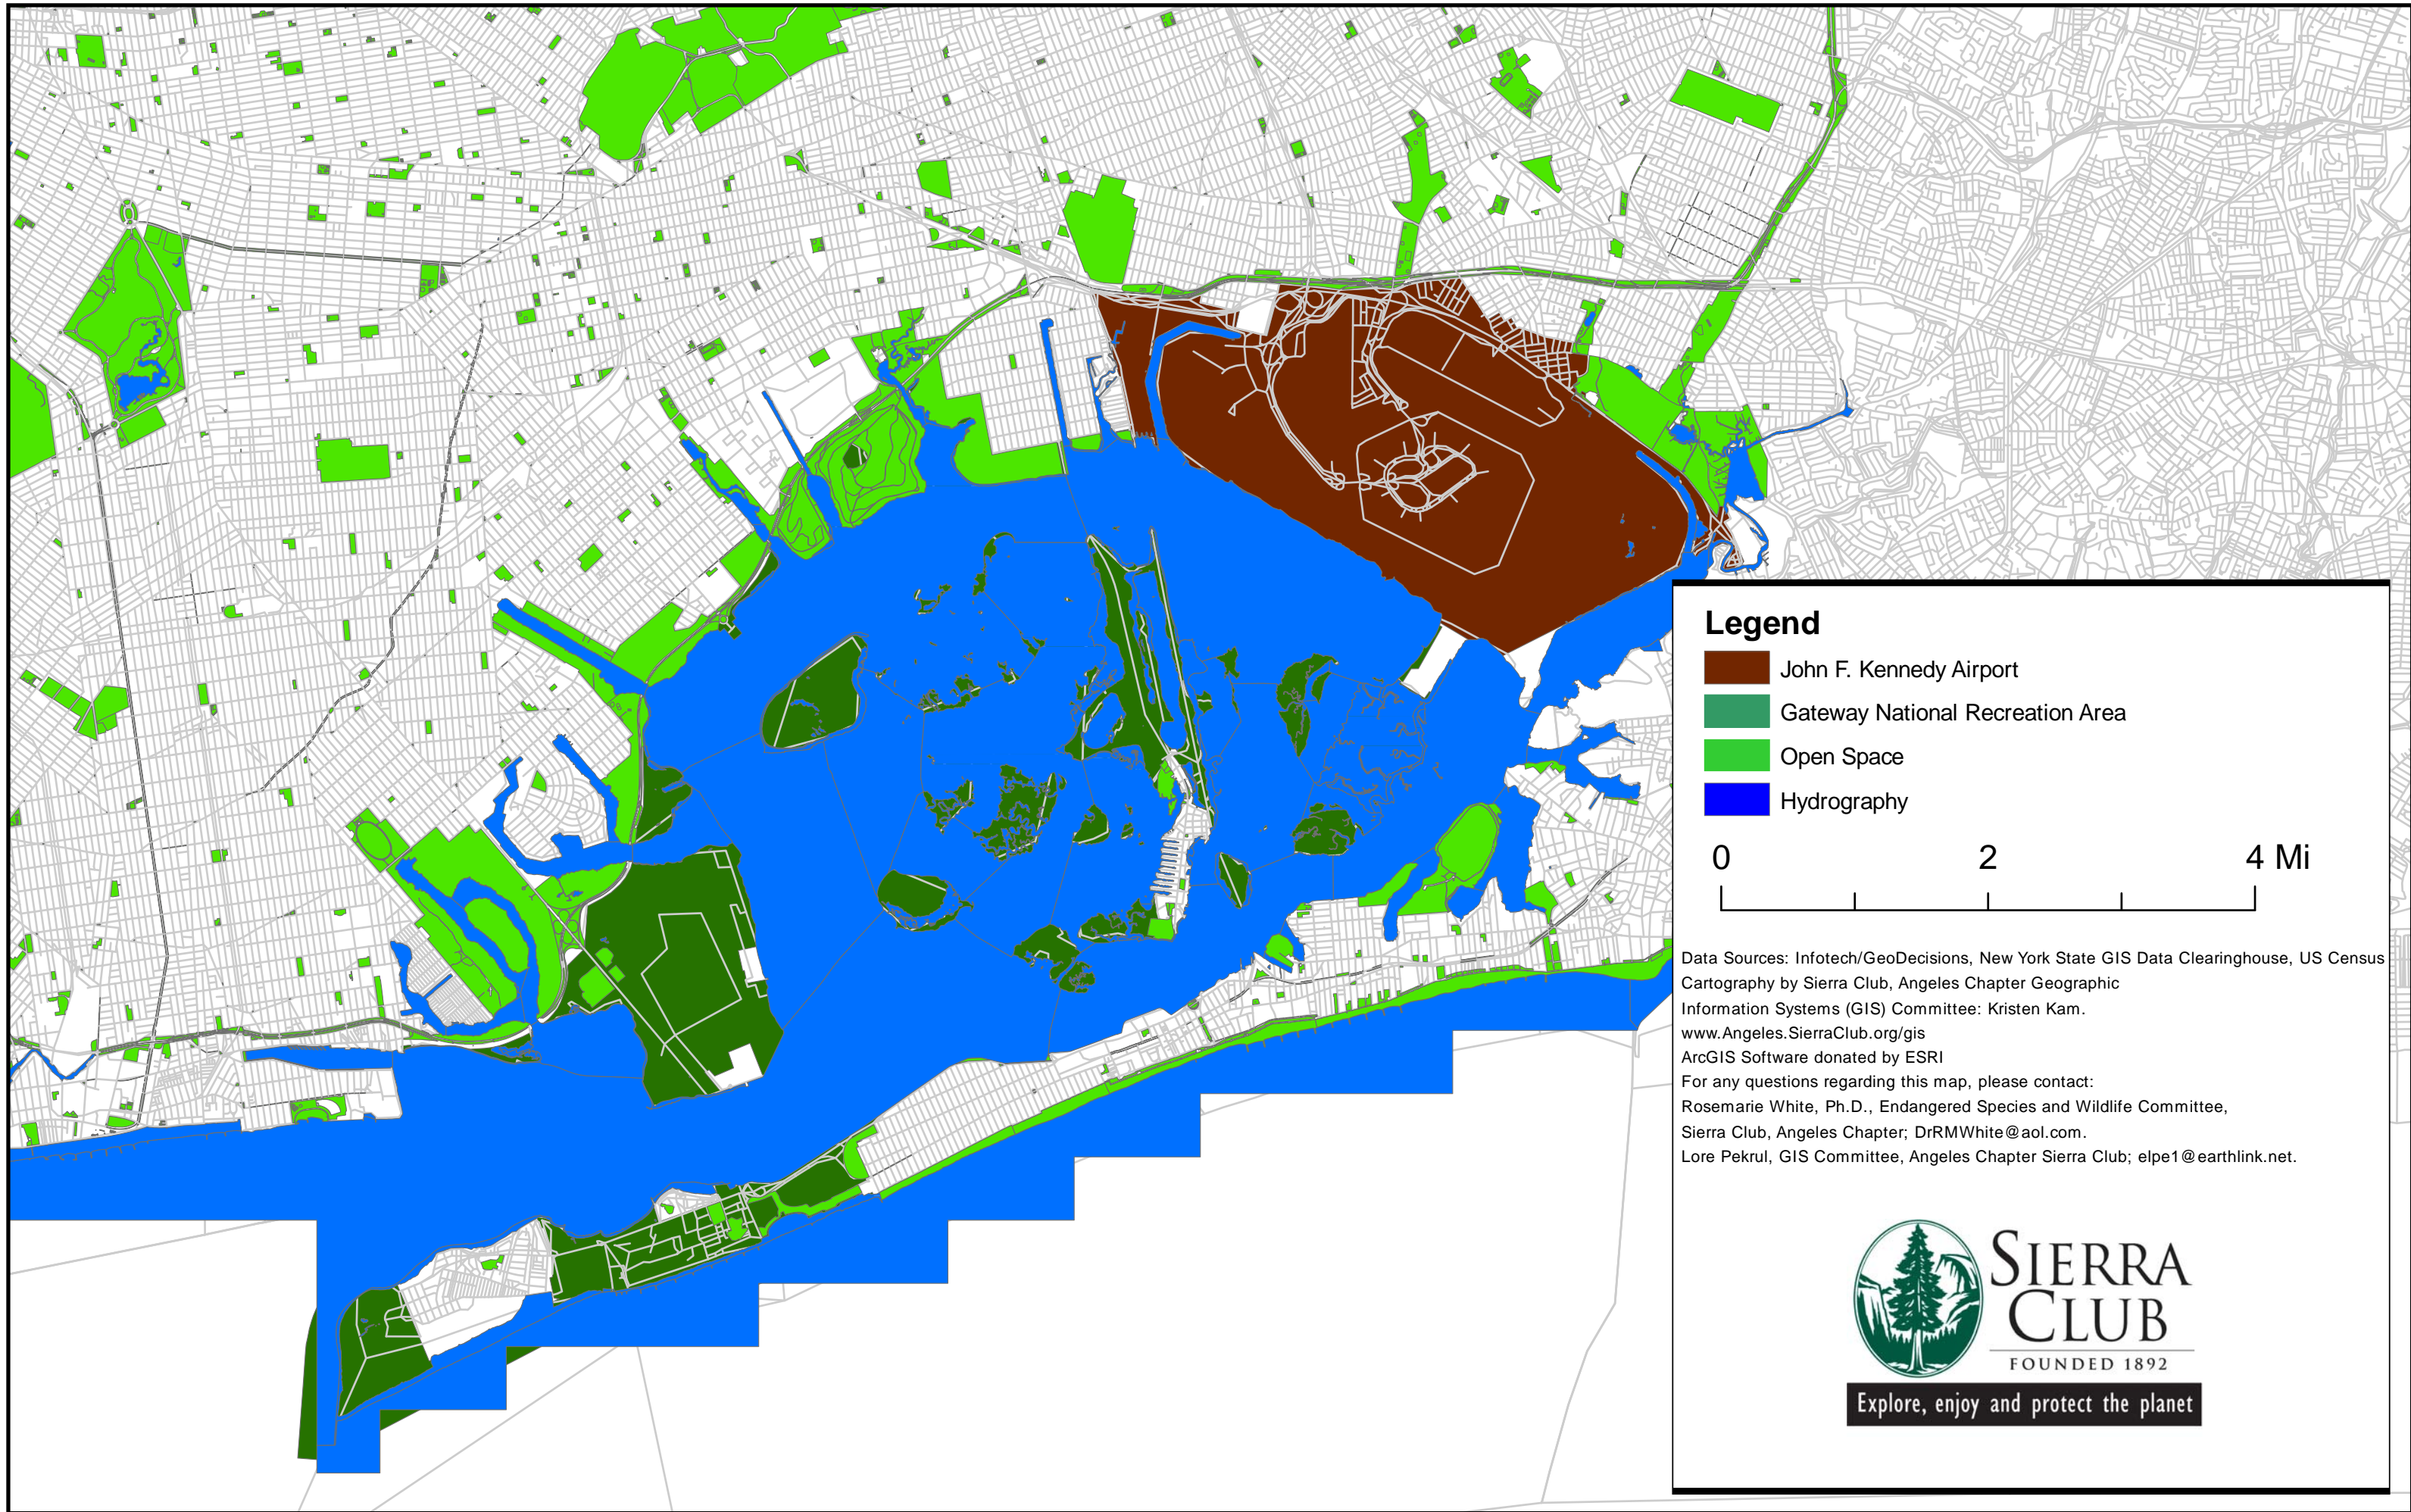 Legend
John F. Kennedy Airport
Gateway National Recreation Area
Open Space
Hydrography
0 2 4 Mi
Data Sources: Infotech/GeoDecisions, New York State GIS Data Clearinghouse, US Census
Cartography by Sierra Club, Angeles Chapter Geographic
Information Systems (GIS) Committee: Kristen Kam.
www.Angeles.SierraClub.org/gis
ArcGIS Software donated by ESRI
For any questions regarding this map, please contact:
Rosemarie White, Ph.D., Endangered Species and Wildlife Committee,
Sierra Club, Angeles Chapter; DrRMWhite@aol.com.
Lore Pekrul, GIS Committee, Angeles Chapter Sierra Club; elpe1@earthlink.net.
SIERRA
CLUB
FOUNDED 1892
Explore, enjoy and protect the planet